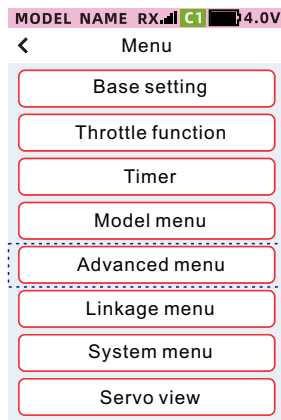 MODEL NAME RX C1 4.0V
Menu
Base setting
Throttle function
Timer
Model menu
Advanced menu
Linkage menu
System menu
Servo view